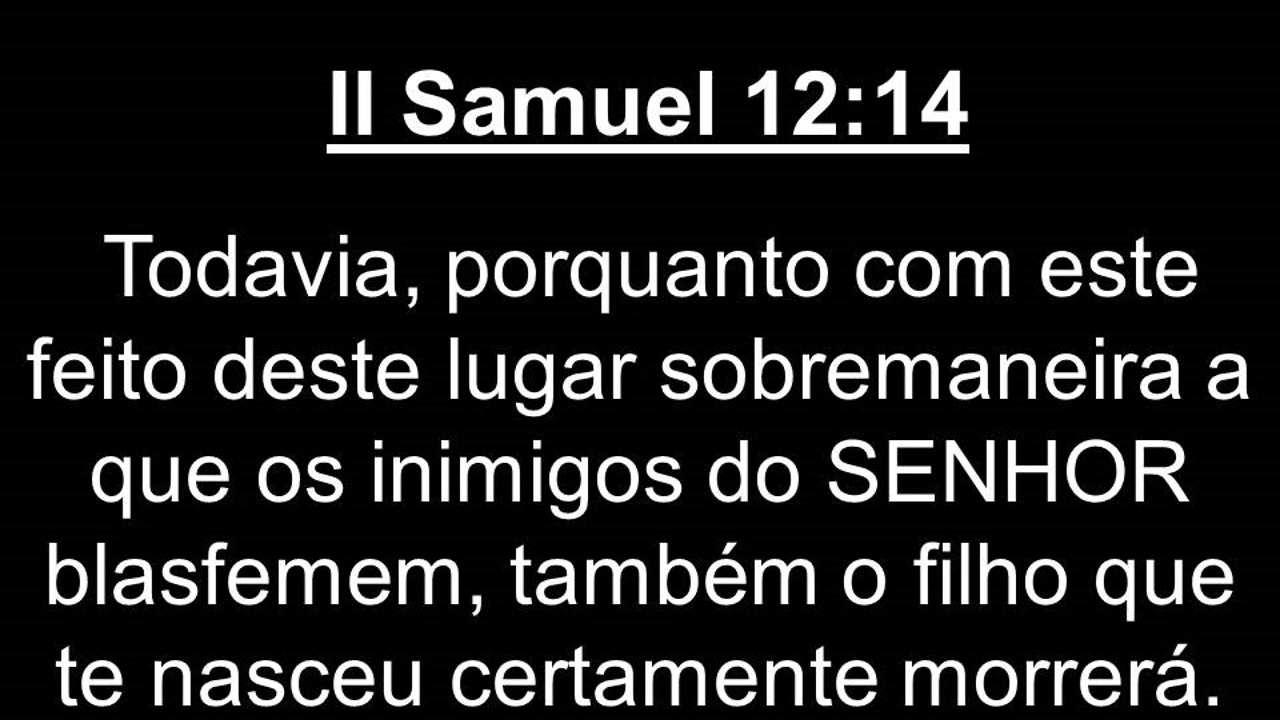 II Samuel 12:14
Todavia, porquanto com este
feito deste lugar sobremaneira a
que os inimigos do SENHOR
blasfemem, também o filho que
te nasceu certamente morrerá.